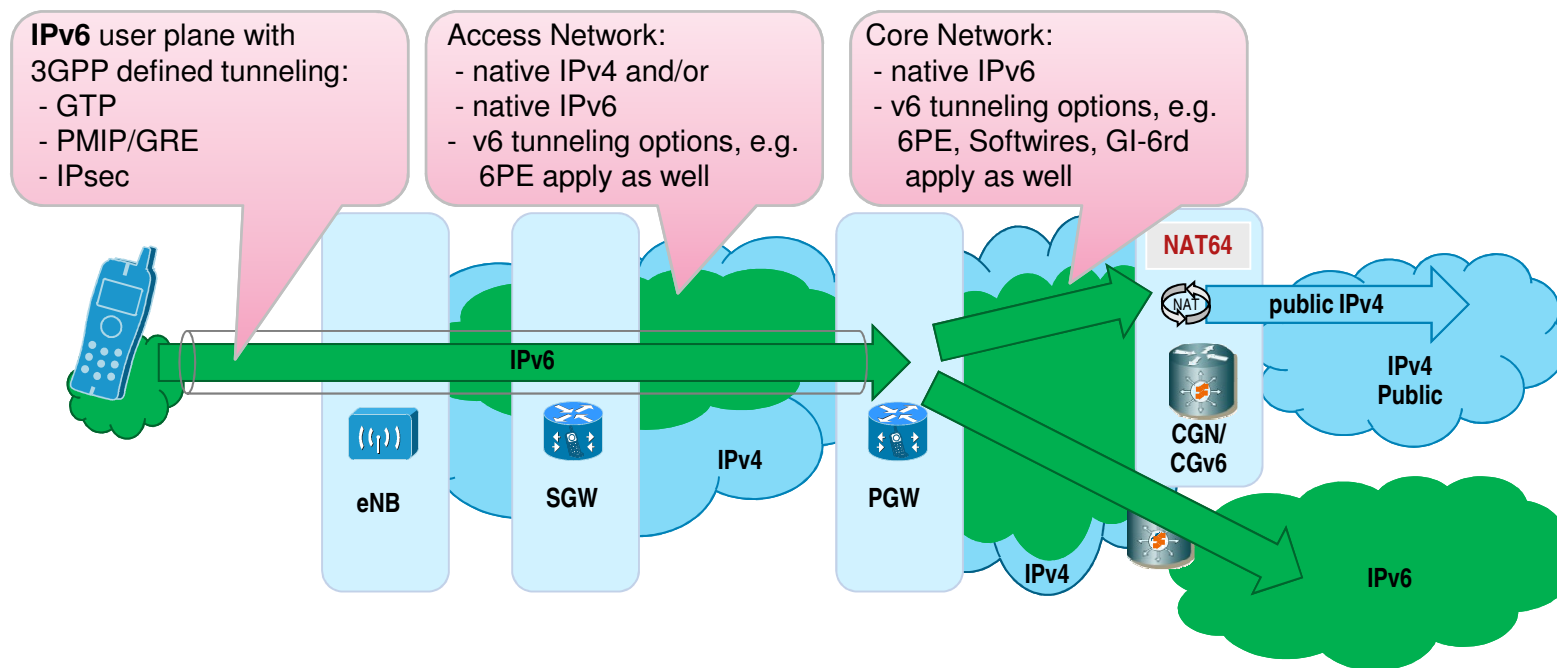 IPv6 user plane with
3GPP defined tunneling:
- GTP
- PMIP/GRE
- IPsec
Access Network:
- native IPv4 and/or
- native IPv6
- v6 tunneling options, e.g.
6PE apply as well
Core Network:
- native IPv6
- v6 tunneling options, e.g.
6PE, Softwires, GI-6rd
apply as well
NAT64
NAT
public IPv4
IPv6
IPv4
Public
CGN/
CGv6
IPv4
eNB
SGW
PGW
IPv4
IPv6